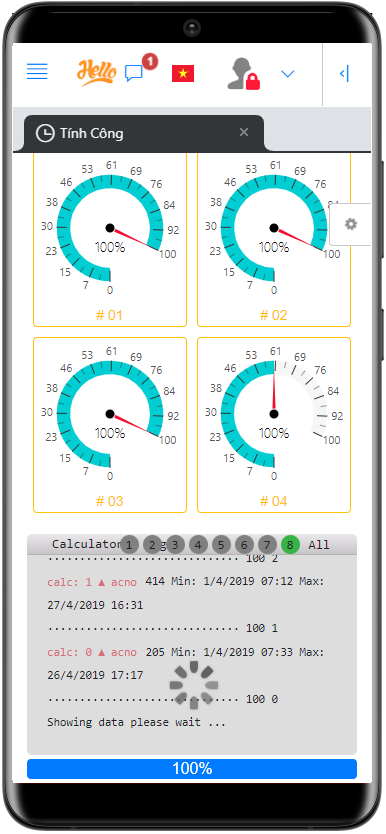 Hello
1
Tính Công
0 7 15 23 30 38 46 53 61 69 76 84 92 100
100%
# 01
0 7 15 23 30 38 46 53 61 69 76 84 100
100%
# 02
0 7 15 23 30 38 46 53 61 69 76 84 92 100
100%
# 03
0 7 15 23 30 38 46 53 61 69 76 84 92 100
100%
# 04
Calculator 1 2 3 4 5 6 7 8 All
............................. 100 2
calc: 1 ▲ acno 414 Min: 1/4/2019 07:12 Max:
27/4/2019 16:31
............................. 100 1
calc: 0 ▲ acno 205 Min: 1/4/2019 07:33 Max:
26/4/2019 17:17
............................. 100 0
Showing data please wait ...
100%